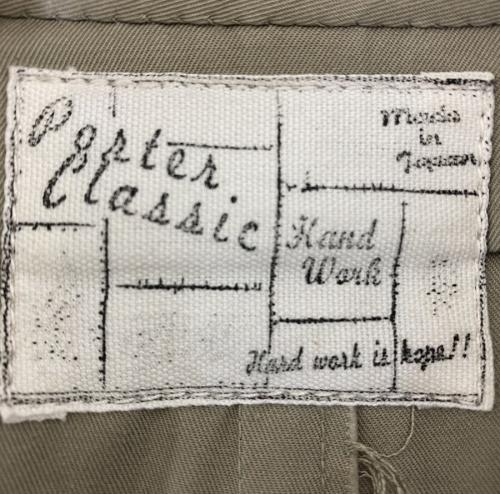 Porter
Classic
Made
in
Japan
Hand
Work
Hard work is hope!!